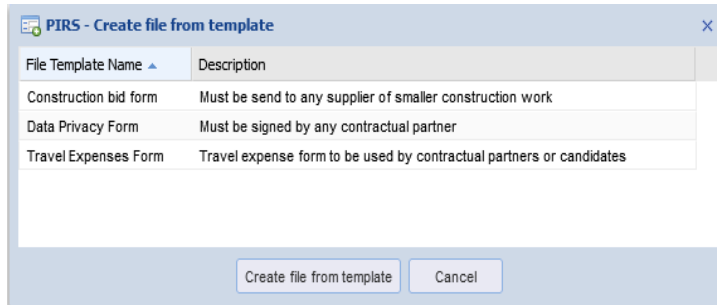 PIRS - Create file from template
File Template Name Description
Construction bid form Must be send to any supplier of smaller construction work
Data Privacy Form Must be signed by any contractual partner
Travel Expenses Form Travel expense form to be used by contractual partners or candidates
Create file from template Cancel